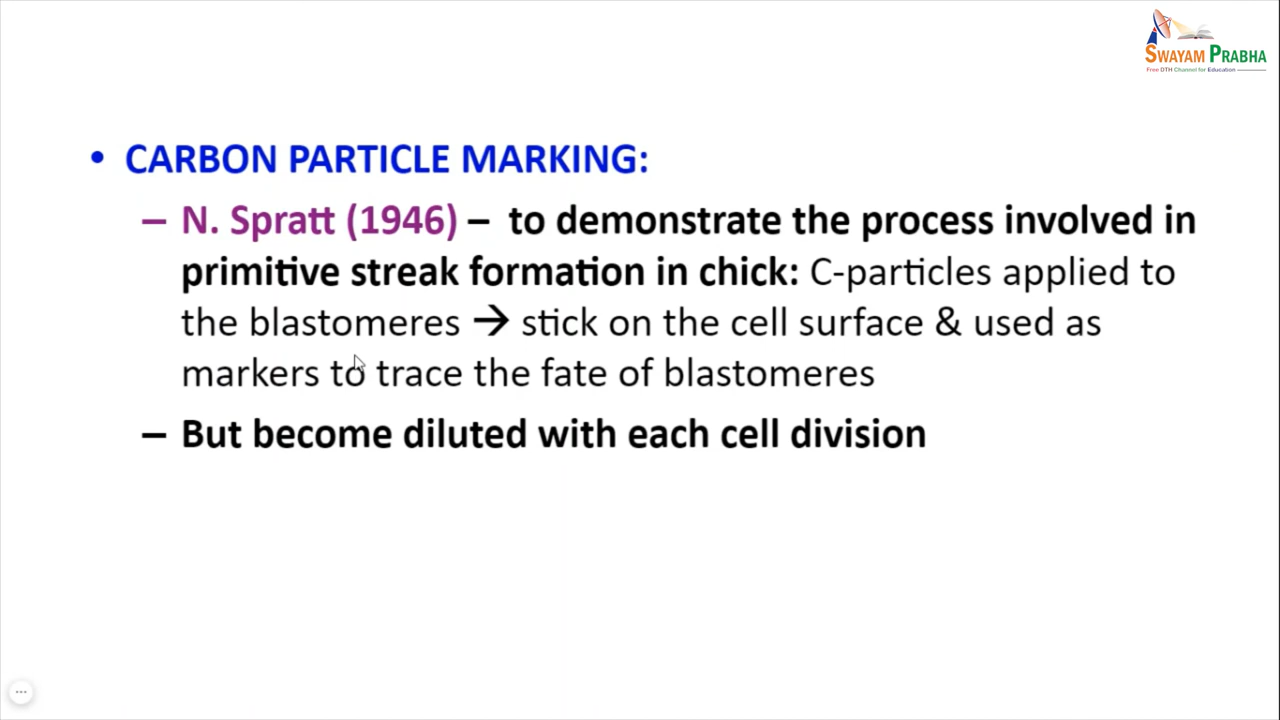 SWAYAM PRABHA
Free DTH Channel for Education
• CARBON PARTICLE MARKING:
– N. Spratt (1946) – to demonstrate the process involved in
primitive streak formation in chick: C-particles applied to
the blastomeres → stick on the cell surface & used as
markers to trace the fate of blastomeres
– But become diluted with each cell division